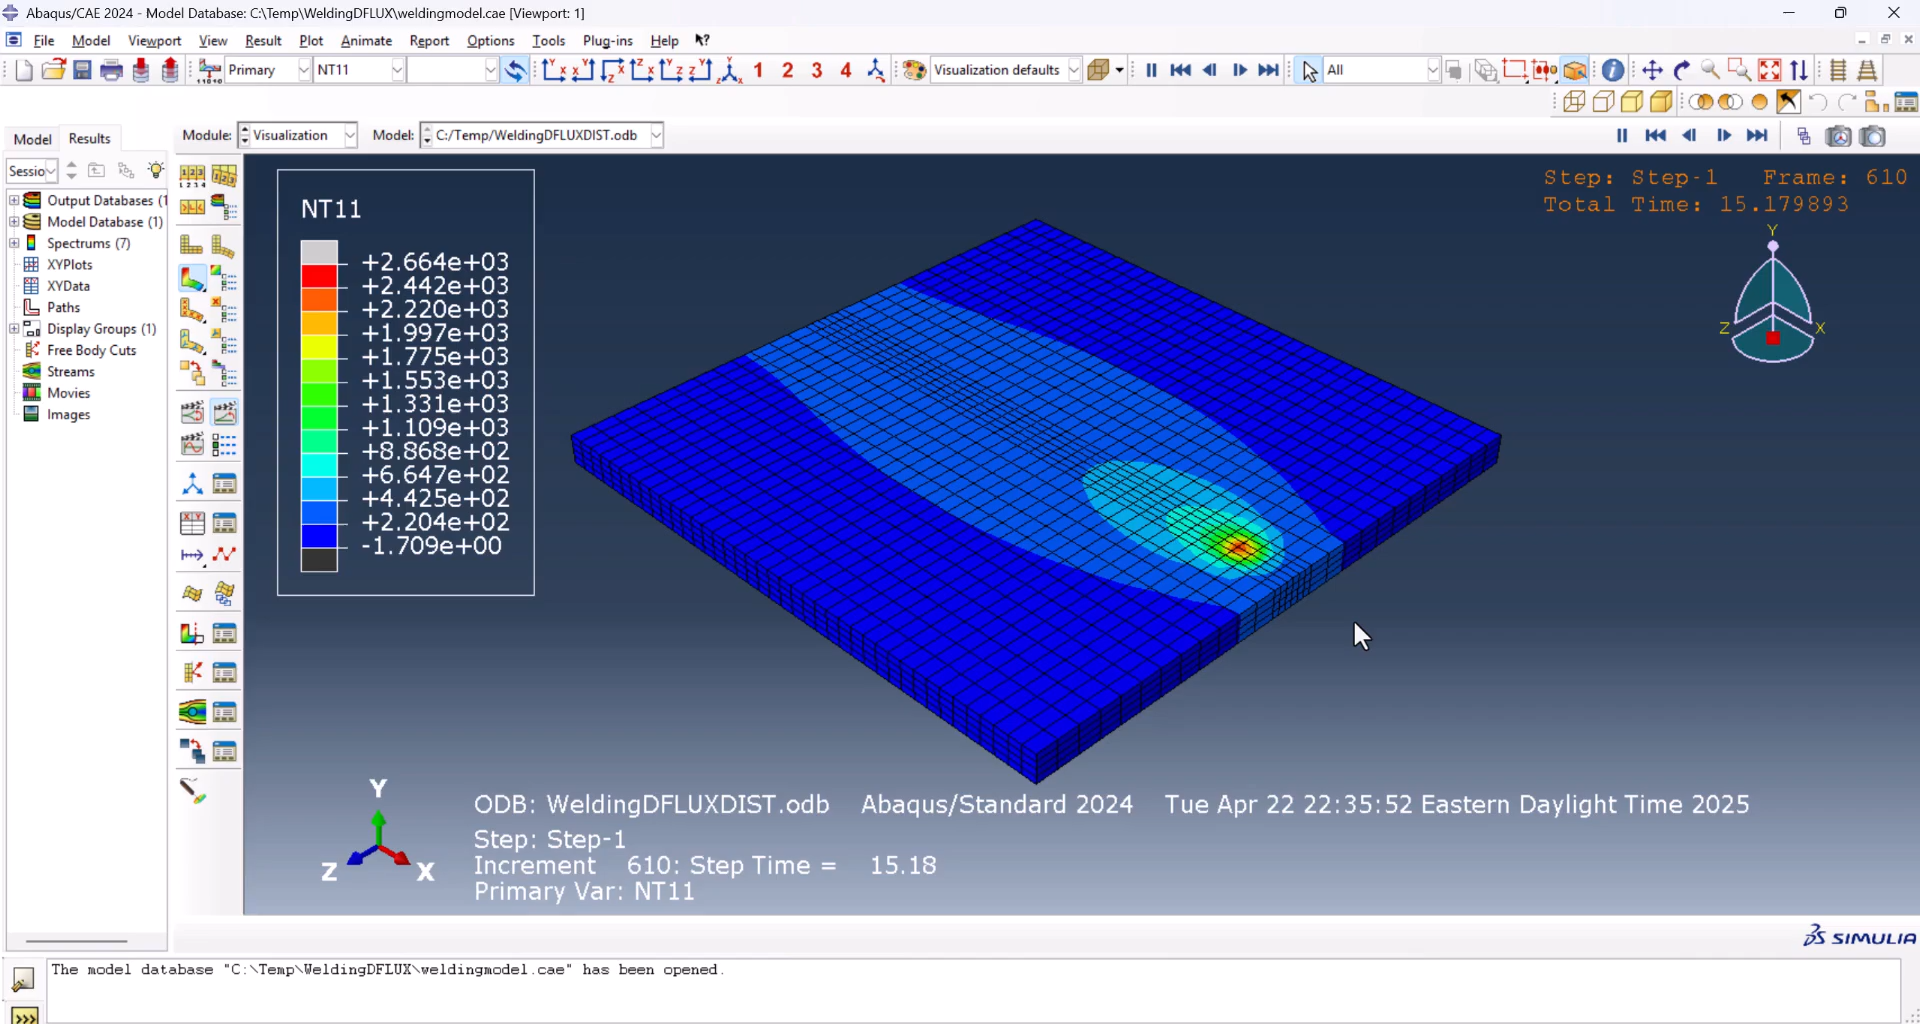 Abaqus/CAE 2024 - Model Database: C:\Temp\WeldingDFLUX\weldingmodel.cae [Viewport: 1]
File Model Viewport View Result Plot Animate Report Options Tools Plug-ins Help
Primary NT11 1 2 3 4 Visualization defaults All
Model Results Module: Visualization Model: C:/Temp/WeldingDFLUXDIST.odb
Sessio
Output Databases (1
Model Database (1)
Spectrums (7)
XYPlots
XYData
Paths
Display Groups (1)
Free Body Cuts
Streams
Movies
Images
NT11
+2.664e+03
+2.442e+03
+2.220e+03
+1.997e+03
+1.775e+03
+1.553e+03
+1.331e+03
+1.109e+03
+8.868e+02
+6.647e+02
+4.425e+02
+2.204e+02
-1.709e+00
Step: Step-1 Frame: 610
Total Time: 15.179893
Y
Z X
Y
Z X
ODB: WeldingDFLUXDIST.odb Abaqus/Standard 2024 Tue Apr 22 22:35:52 Eastern Daylight Time 2025
Step: Step-1
Increment 610: Step Time = 15.18
Primary Var: NT11
SIMULIA
The model database "C:\Temp\WeldingDFLUX\weldingmodel.cae" has been opened.
>>>